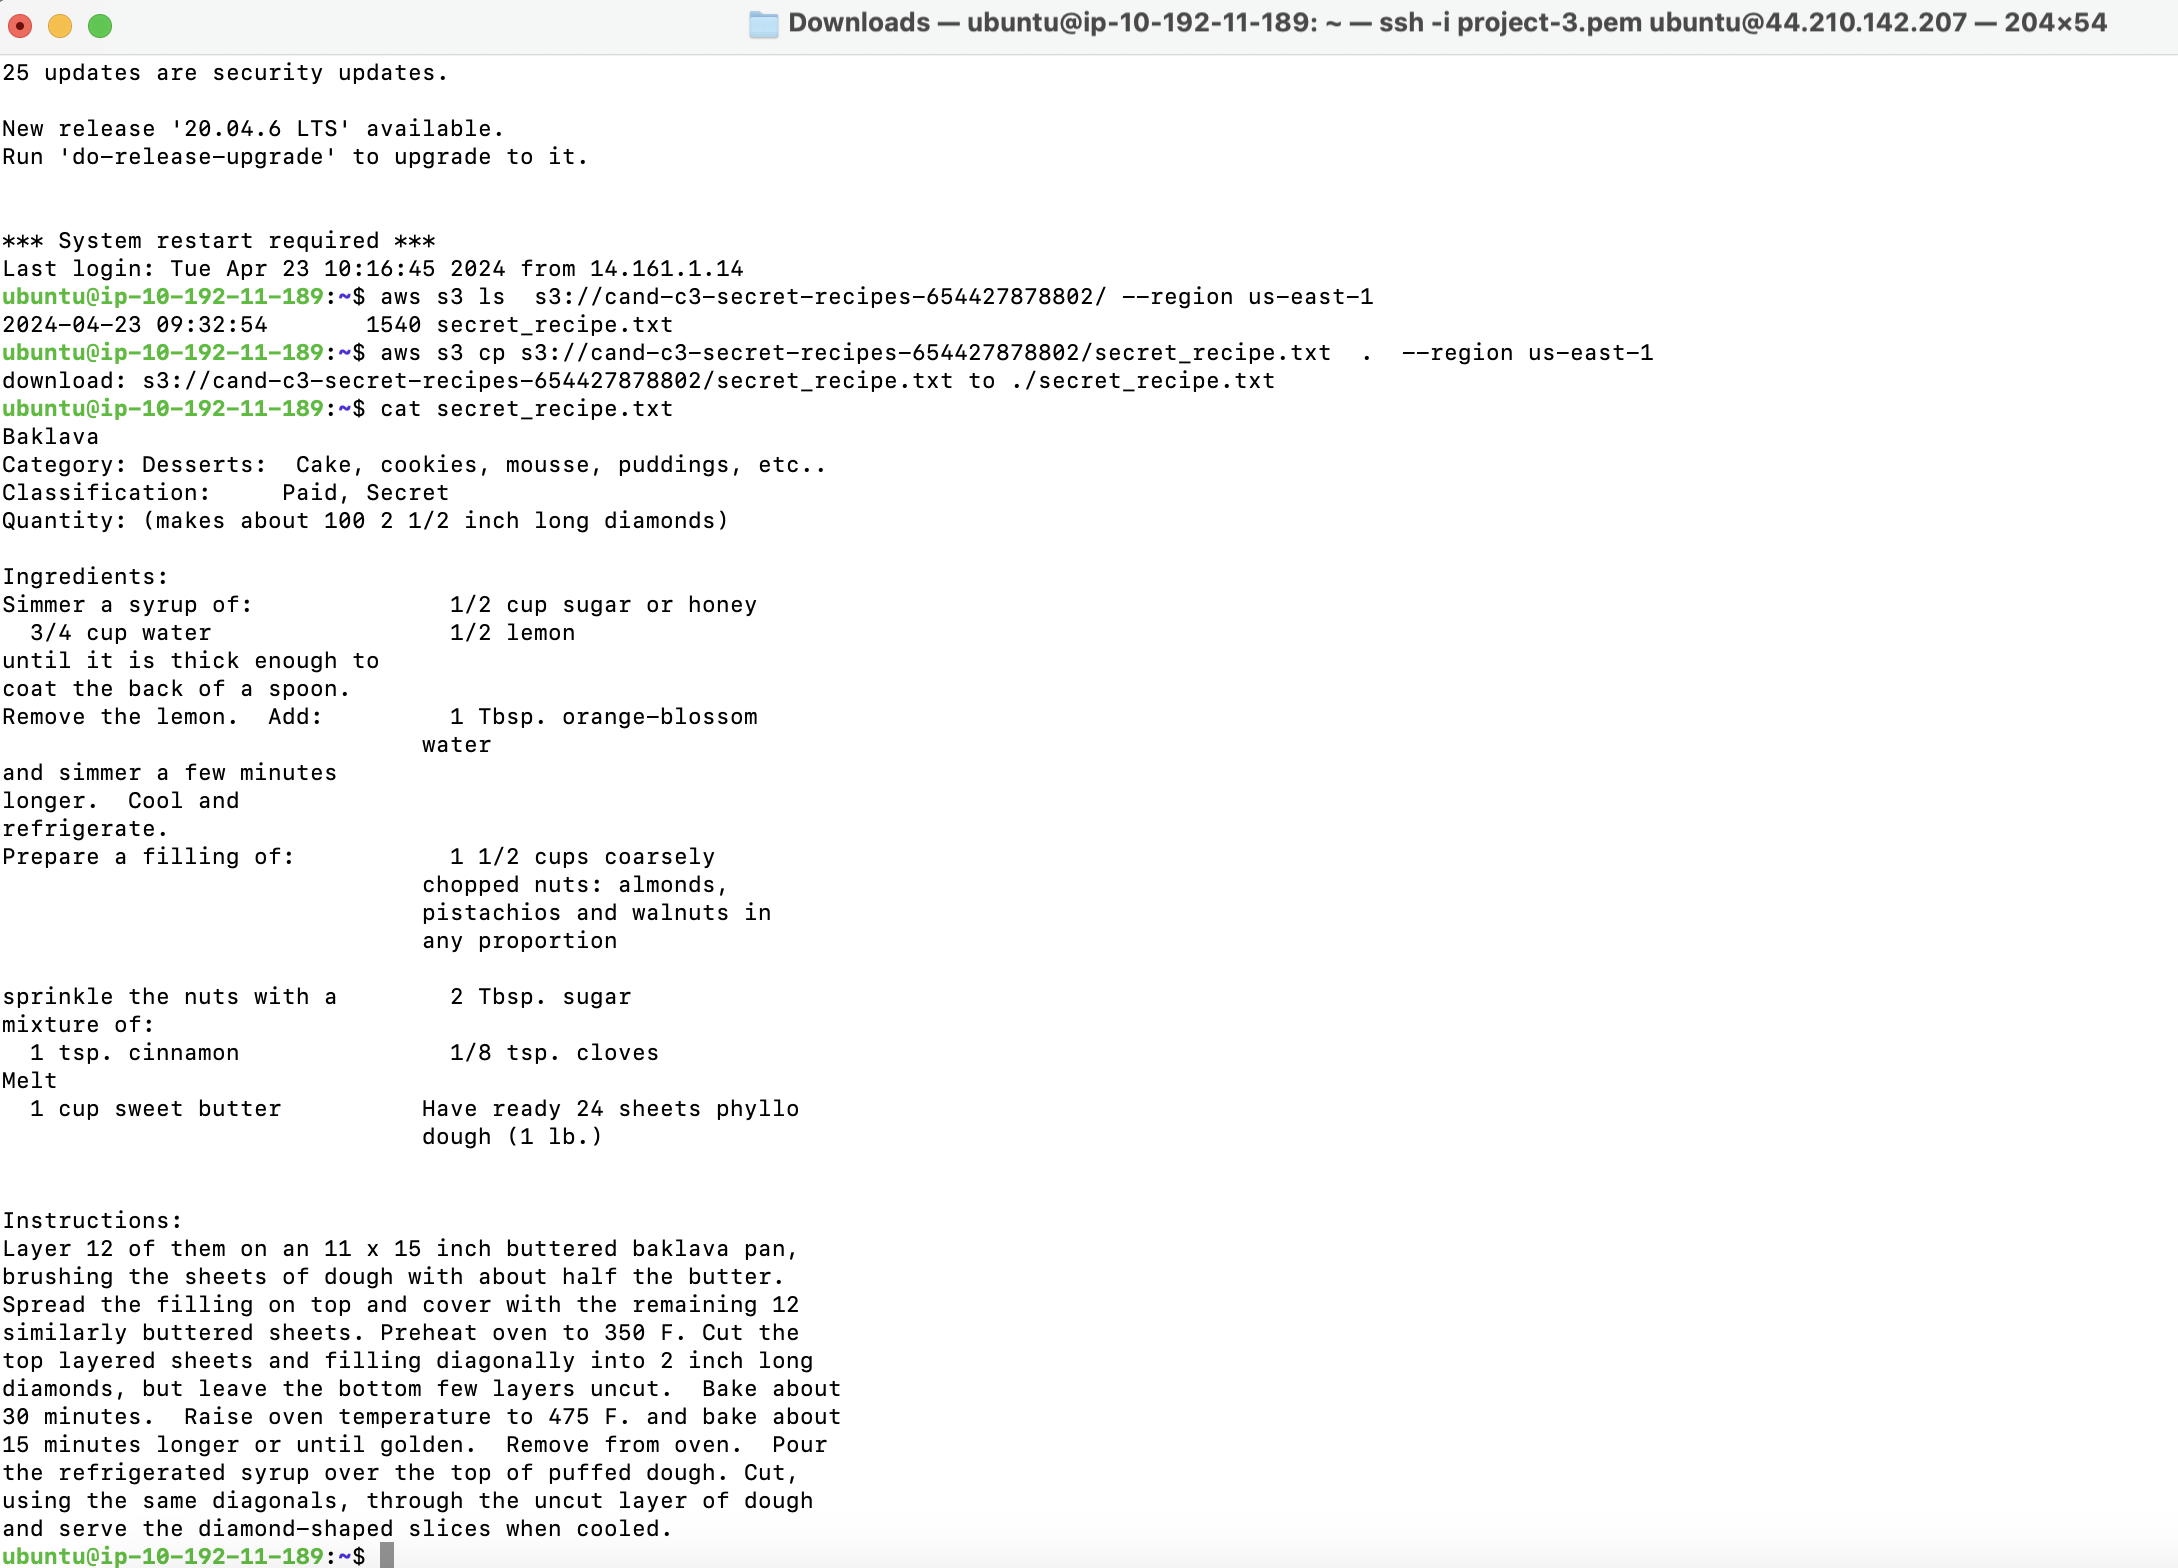 Downloads — ubuntu@ip-10-192-11-189: ~ — ssh -i project-3.pem ubuntu@44.210.142.207 — 204×54
25 updates are security updates.
New release '20.04.6 LTS' available.
Run 'do-release-upgrade' to upgrade to it.
*** System restart required ***
Last login: Tue Apr 23 10:16:45 2024 from 14.161.1.14
ubuntu@ip-10-192-11-189:~$ aws s3 ls  s3://cand-c3-secret-recipes-654427878802/ --region us-east-1
2024-04-23 09:32:54       1540 secret_recipe.txt
ubuntu@ip-10-192-11-189:~$ aws s3 cp s3://cand-c3-secret-recipes-654427878802/secret_recipe.txt  .  --region us-east-1
download: s3://cand-c3-secret-recipes-654427878802/secret_recipe.txt to ./secret_recipe.txt
ubuntu@ip-10-192-11-189:~$ cat secret_recipe.txt
Baklava
Category: Desserts:  Cake, cookies, mousse, puddings, etc..
Classification:     Paid, Secret
Quantity: (makes about 100 2 1/2 inch long diamonds)
Ingredients:
Simmer a syrup of:              1/2 cup sugar or honey
  3/4 cup water                 1/2 lemon
until it is thick enough to
coat the back of a spoon.
Remove the lemon.  Add:         1 Tbsp. orange-blossom
                              water
and simmer a few minutes
longer.  Cool and
refrigerate.
Prepare a filling of:           1 1/2 cups coarsely
                              chopped nuts: almonds,
                              pistachios and walnuts in
                              any proportion
sprinkle the nuts with a        2 Tbsp. sugar
mixture of:
  1 tsp. cinnamon               1/8 tsp. cloves
Melt
  1 cup sweet butter          Have ready 24 sheets phyllo
                              dough (1 lb.)
Instructions:
Layer 12 of them on an 11 x 15 inch buttered baklava pan,
brushing the sheets of dough with about half the butter.
Spread the filling on top and cover with the remaining 12
similarly buttered sheets. Preheat oven to 350 F. Cut the
top layered sheets and filling diagonally into 2 inch long
diamonds, but leave the bottom few layers uncut.  Bake about
30 minutes.  Raise oven temperature to 475 F. and bake about
15 minutes longer or until golden.  Remove from oven.  Pour
the refrigerated syrup over the top of puffed dough. Cut,
using the same diagonals, through the uncut layer of dough
and serve the diamond-shaped slices when cooled.
ubuntu@ip-10-192-11-189:~$